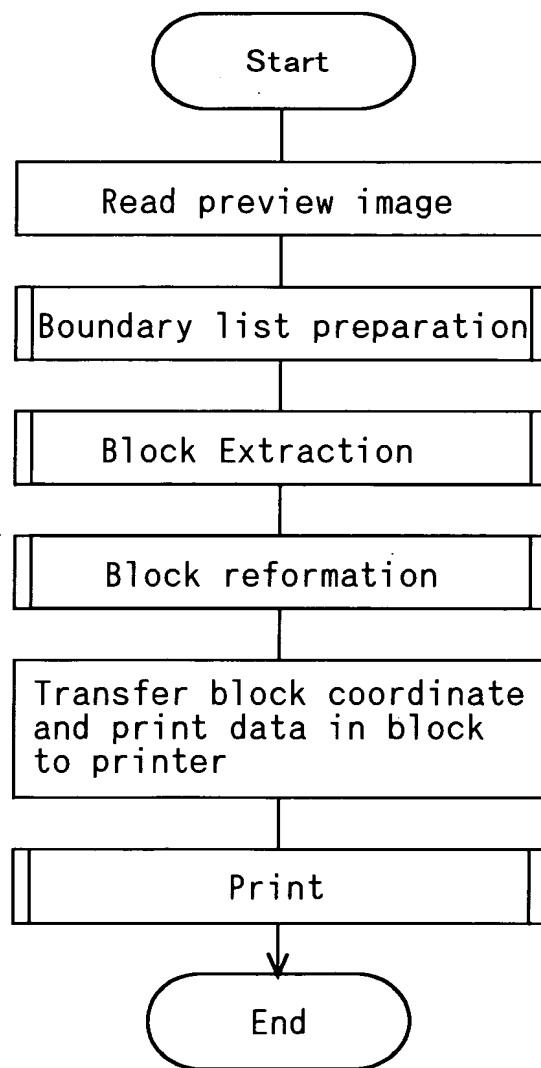 Start
Read preview image
Boundary list preparation
Block Extraction
Block reformation
Transfer block coordinate
and print data in block
to printer
Print
End